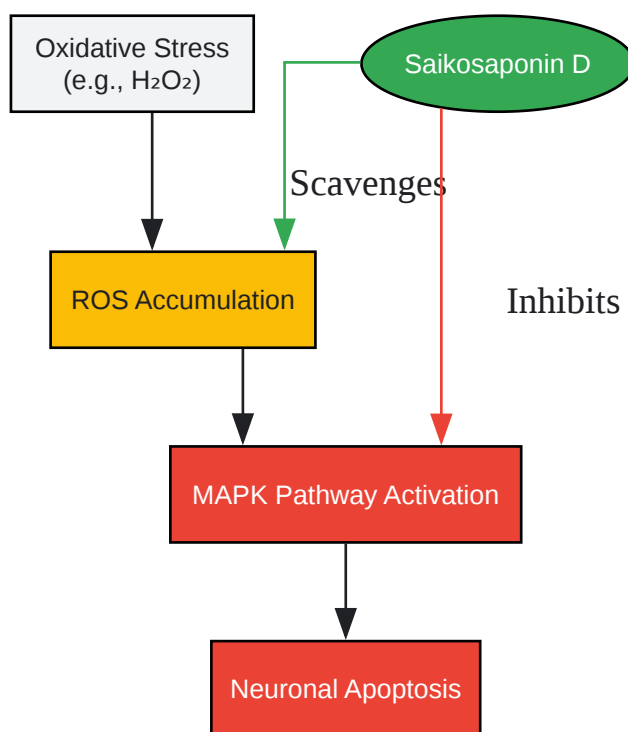 Oxidative Stress
(e.g., H₂O₂)
Saikosaponin D
Scavenges
ROS Accumulation
Inhibits
MAPK Pathway Activation
Neuronal Apoptosis